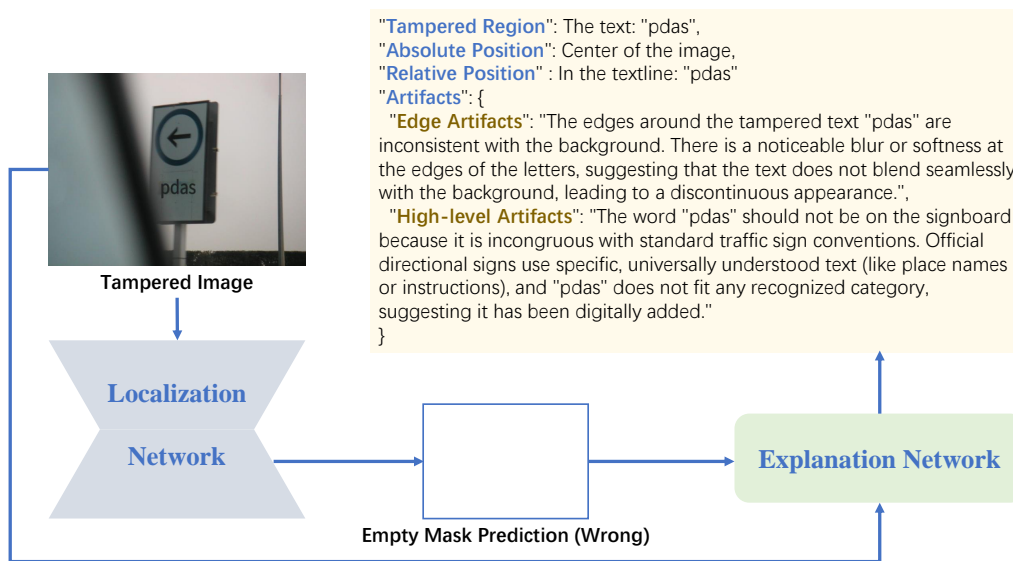 "Tampered Region": The text: "pdas",
"Absolute Position": Center of the image,
"Relative Position" : In the textline: "pdas"
"Artifacts": {
"Edge Artifacts": "The edges around the tampered text "pdas" are
inconsistent with the background. There is a noticeable blur or softness at
the edges of the letters, suggesting that the text does not blend seamlessly
with the background, leading to a discontinuous appearance.",
"High-level Artifacts": "The word "pdas" should not be on the signboard
because it is incongruous with standard traffic sign conventions. Official
directional signs use specific, universally understood text (like place names
or instructions), and "pdas" does not fit any recognized category,
suggesting it has been digitally added."
}
pdas
Tampered Image
Localization
Network
Empty Mask Prediction (Wrong)
Explanation Network